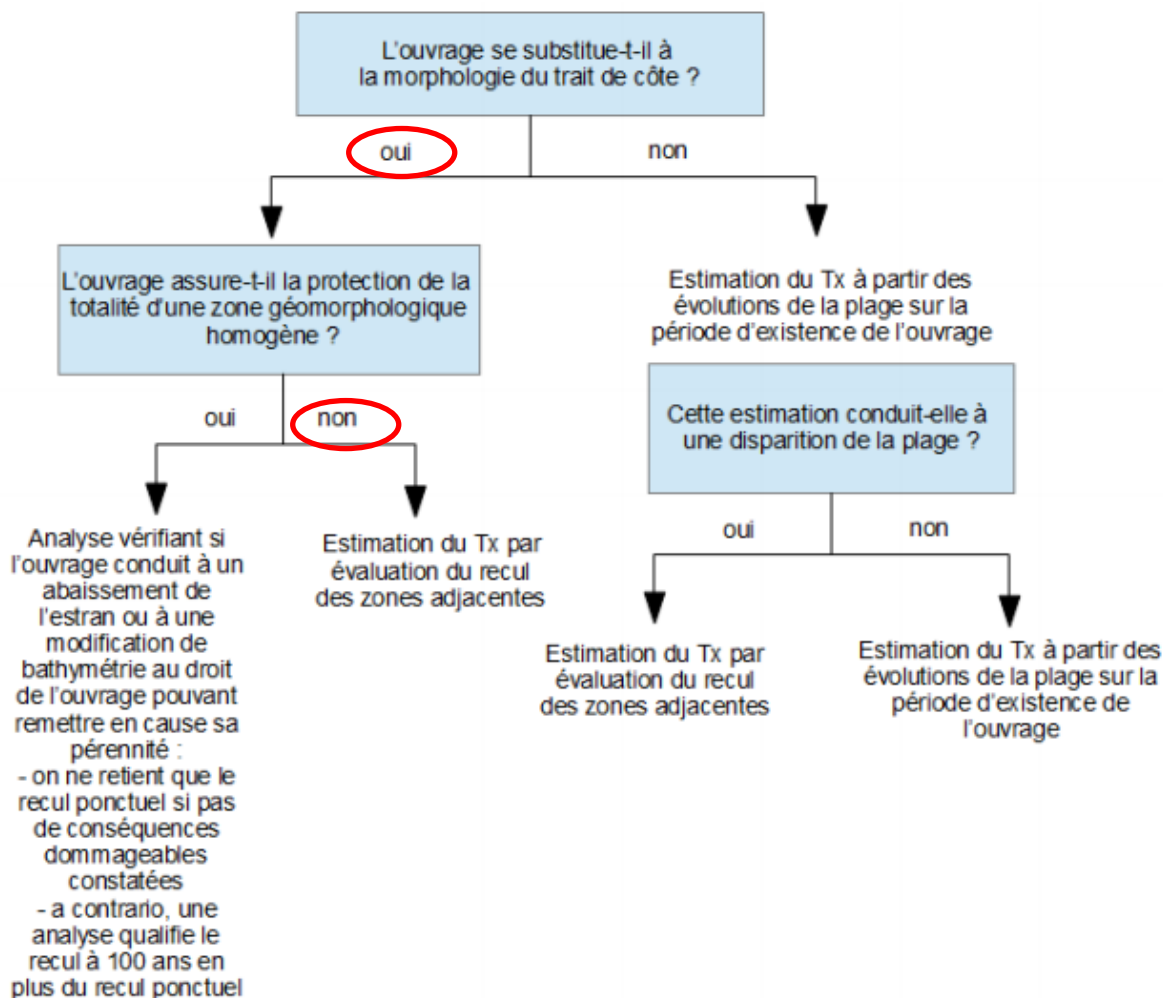 L'ouvrage se substitue-t-il à
la morphologie du trait de côte ?
oui
non
L'ouvrage assure-t-il la protection de la
totalité d'une zone géomorphologique
homogène ?
Estimation du Tx à partir des
évolutions de la plage sur la
période d'existence de l'ouvrage
oui
non
Cette estimation conduit-elle à
une disparition de la plage ?
oui
non
Analyse vérifiant si
l'ouvrage conduit à un
abaissement de
l'estran ou à une
modification de
bathymétrie au droit
de l'ouvrage pouvant
remettre en cause sa
pérennité :
- on ne retient que le
recul ponctuel si pas
de conséquences
dommageables
constatées
- a contrario, une
analyse qualifie le
recul à 100 ans en
plus du recul ponctuel
Estimation du Tx par
évaluation du recul
des zones adjacentes
Estimation du Tx par
évaluation du recul
des zones adjacentes
Estimation du Tx à partir des
évolutions de la plage sur la
période d'existence de
l'ouvrage